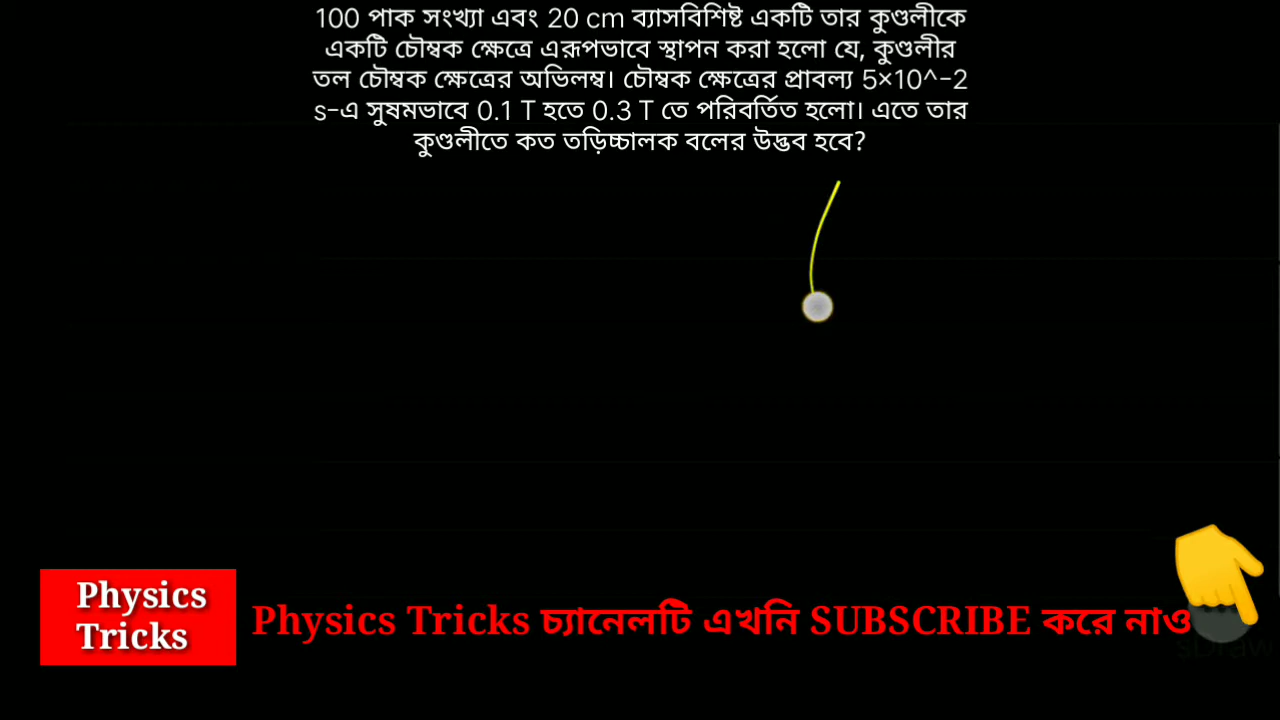 100 পাক সংখ্যা এবং 20 cm ব্যাসবিশিষ্ট একটি তার কুণ্ডলীকে
একটি চৌম্বক ক্ষেত্রে এরূপভাবে স্থাপন করা হলো যে, কুণ্ডলীর
তল চৌম্বক ক্ষেত্রের অভিলম্ব। চৌম্বক ক্ষেত্রের প্রাবল্য 5×10^-2
s-এ সুষমভাবে 0.1 T হতে 0.3 T তে পরিবর্তিত হলো। এতে তার
কুণ্ডলীতে কত তড়িচ্চালক বলের উদ্ভব হবে?
Physics
Tricks
Physics Tricks চ্যানেলটি এখনি SUBSCRIBE করে নাও